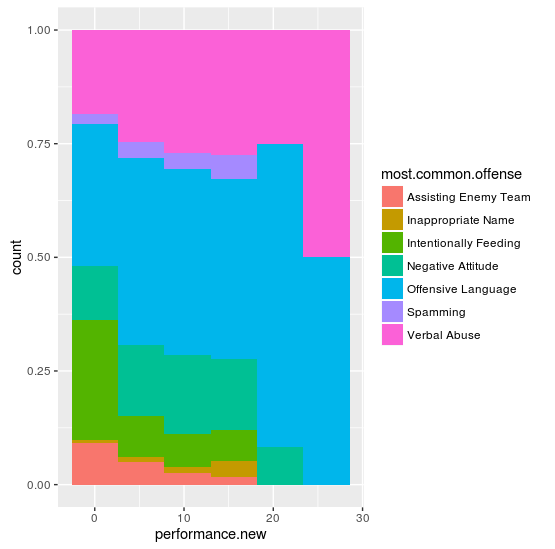 1.00
0.75
0.50
0.25
0.00
count
0
10
20
30
performance.new
most.common.offense
Assisting Enemy Team
Inappropriate Name
Intentionally Feeding
Negative Attitude
Offensive Language
Spamming
Verbal Abuse